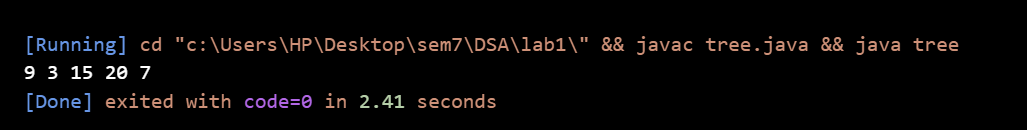 [Running] cd "c:\Users\HP\Desktop\sem7\DSA\lab1\" && javac tree.java && java tree
9 3 15 20 7
[Done] exited with code=0 in 2.41 seconds